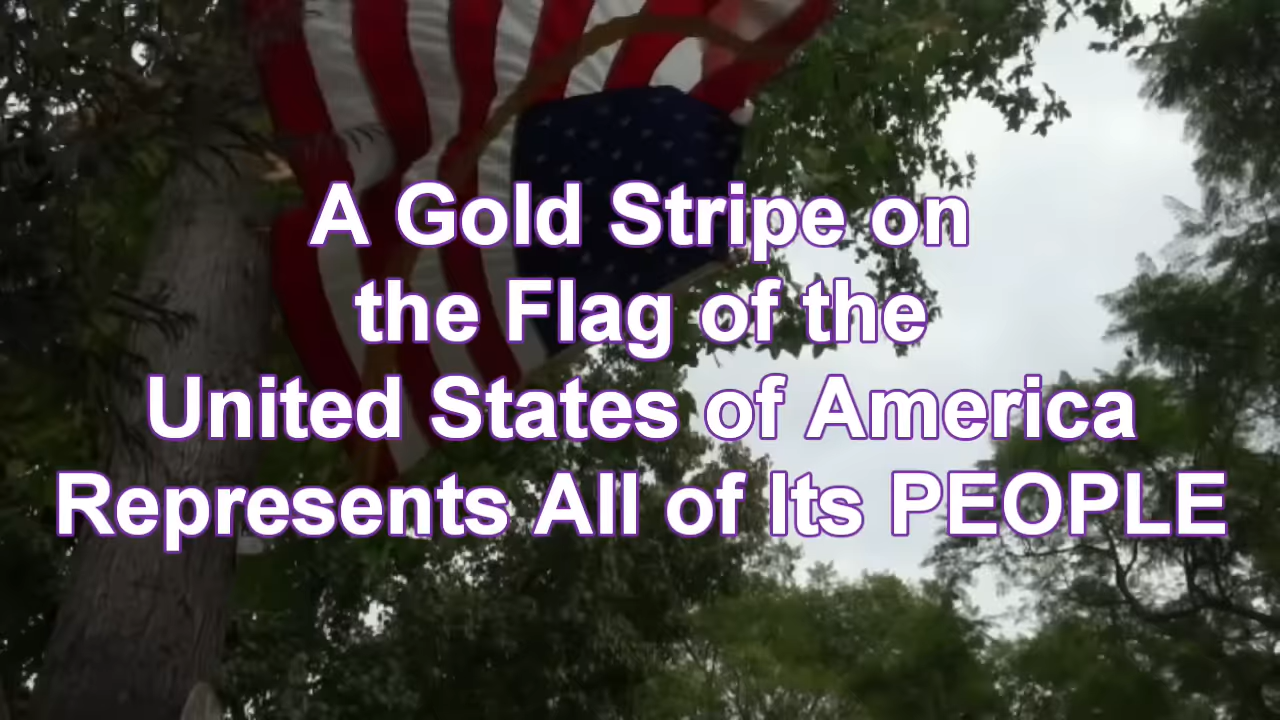 A Gold Stripe on
the Flag of the
United States of America
Represents All of Its PEOPLE